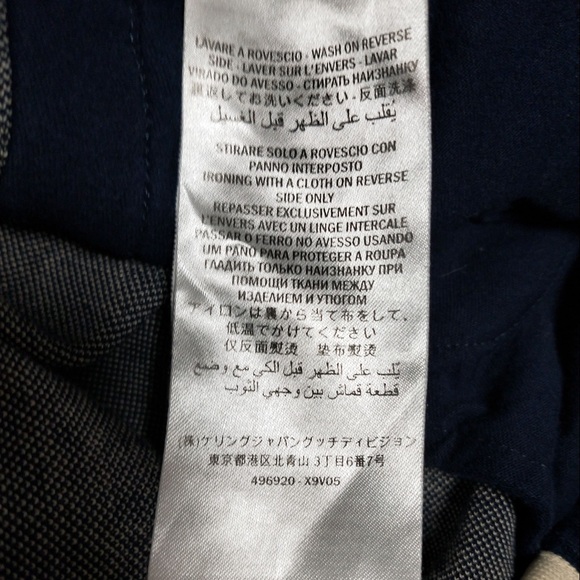 LAVARE A ROVESCIO - WASH ON REVERSE
SIDE - LAVER SUR L'ENVERS - LAVAR
VIRADO DO AVESSO - СТИРАТЬ НАИЗНАНКУ
裏返してお洗いください - 反面洗涤
يُقلب على الظهر قبل الغسيل
STIRARE SOLO A ROVESCIO CON
PANNO INTERPOSTO
IRONING WITH A CLOTH ON REVERSE
SIDE ONLY
REPASSER EXCLUSIVEMENT SUR
L'ENVERS AVEC UN LINGE INTERCALE
PASSAR O FERRO NO AVESSO USANDO
UM PANO PARA PROTEGER A ROUPA
ГЛАДИТЬ ТОЛЬКО НАИЗНАНКУ ПРИ
ПОМОЩИ ТКАНИ МЕЖДУ
ИЗДЕЛИЕМ И УТЮГОМ
アイロンは裏から当て布をして、
低温でかけてください
仅反面熨烫 垫布熨烫
يُلب على الظهر قبل الكي مع وضع
قطعة قماش بين وجهي الثوب
(株)ケリングジャパングッチディビジョン
東京都港区北青山 3丁目6番7号
496920 - X9V05